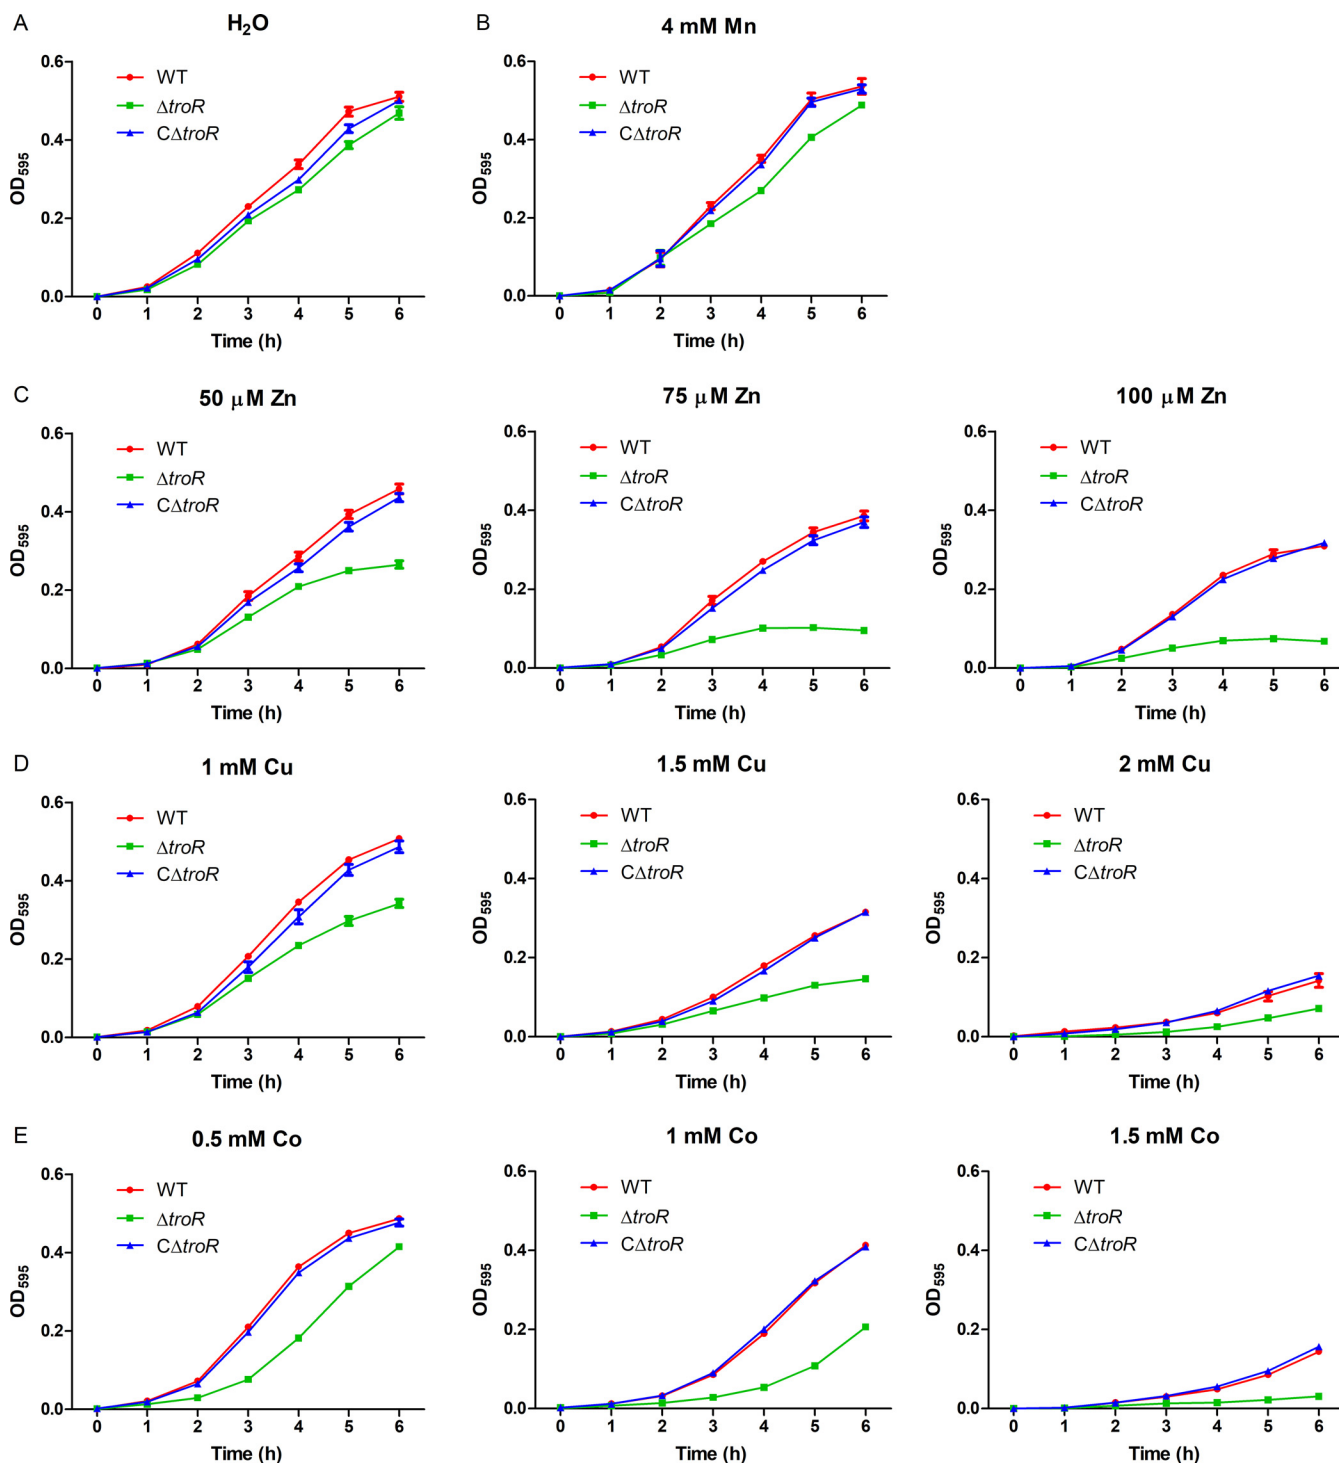 A
H₂O
OD₅₉₅
0.6
0.4
0.2
0.0
WT
ΔtroR
CΔtroR
0 1 2 3 4 5 6
Time (h)
B
4 mM Mn
OD₅₉₅
0.6
0.4
0.2
0.0
WT
ΔtroR
CΔtroR
0 1 2 3 4 5 6
Time (h)
C
50 μM Zn
OD₅₉₅
0.6
0.4
0.2
0.0
WT
ΔtroR
CΔtroR
0 1 2 3 4 5 6
Time (h)
75 μM Zn
OD₅₉₅
0.6
0.4
0.2
0.0
WT
ΔtroR
CΔtroR
0 1 2 3 4 5 6
Time (h)
100 μM Zn
OD₅₉₅
0.6
0.4
0.2
0.0
WT
ΔtroR
CΔtroR
0 1 2 3 4 5 6
Time (h)
D
1 mM Cu
OD₅₉₅
0.6
0.4
0.2
0.0
WT
ΔtroR
CΔtroR
0 1 2 3 4 5 6
Time (h)
1.5 mM Cu
OD₅₉₅
0.6
0.4
0.2
0.0
WT
ΔtroR
CΔtroR
0 1 2 3 4 5 6
Time (h)
2 mM Cu
OD₅₉₅
0.6
0.4
0.2
0.0
WT
ΔtroR
CΔtroR
0 1 2 3 4 5 6
Time (h)
E
0.5 mM Co
OD₅₉₅
0.6
0.4
0.2
0.0
WT
ΔtroR
CΔtroR
0 1 2 3 4 5 6
Time (h)
1 mM Co
OD₅₉₅
0.6
0.4
0.2
0.0
WT
ΔtroR
CΔtroR
0 1 2 3 4 5 6
Time (h)
1.5 mM Co
OD₅₉₅
0.6
0.4
0.2
0.0
WT
ΔtroR
CΔtroR
0 1 2 3 4 5 6
Time (h)